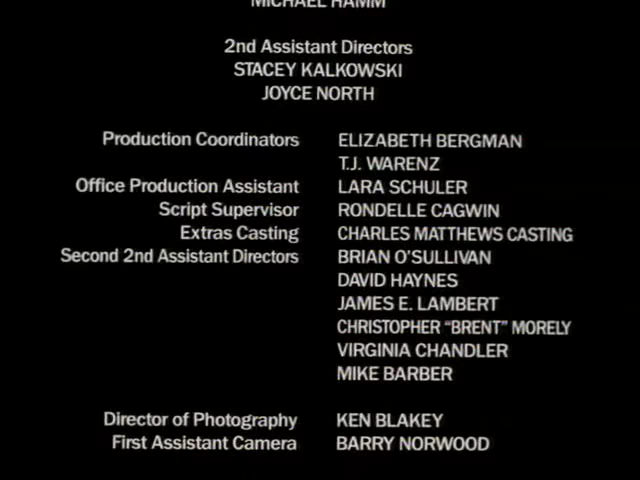 MICHAEL HAMM
2nd Assistant Directors
STACEY KALKOWSKI
JOYCE NORTH
Production Coordinators ELIZABETH BERGMAN
T.J. WARENZ
Office Production Assistant LARA SCHULER
Script Supervisor RONDELLE CAGWIN
Extras Casting CHARLES MATTHEWS CASTING
Second 2nd Assistant Directors BRIAN O'SULLIVAN
DAVID HAYNES
JAMES E. LAMBERT
CHRISTOPHER "BRENT" MORELY
VIRGINIA CHANDLER
MIKE BARBER
Director of Photography KEN BLAKEY
First Assistant Camera BARRY NORWOOD